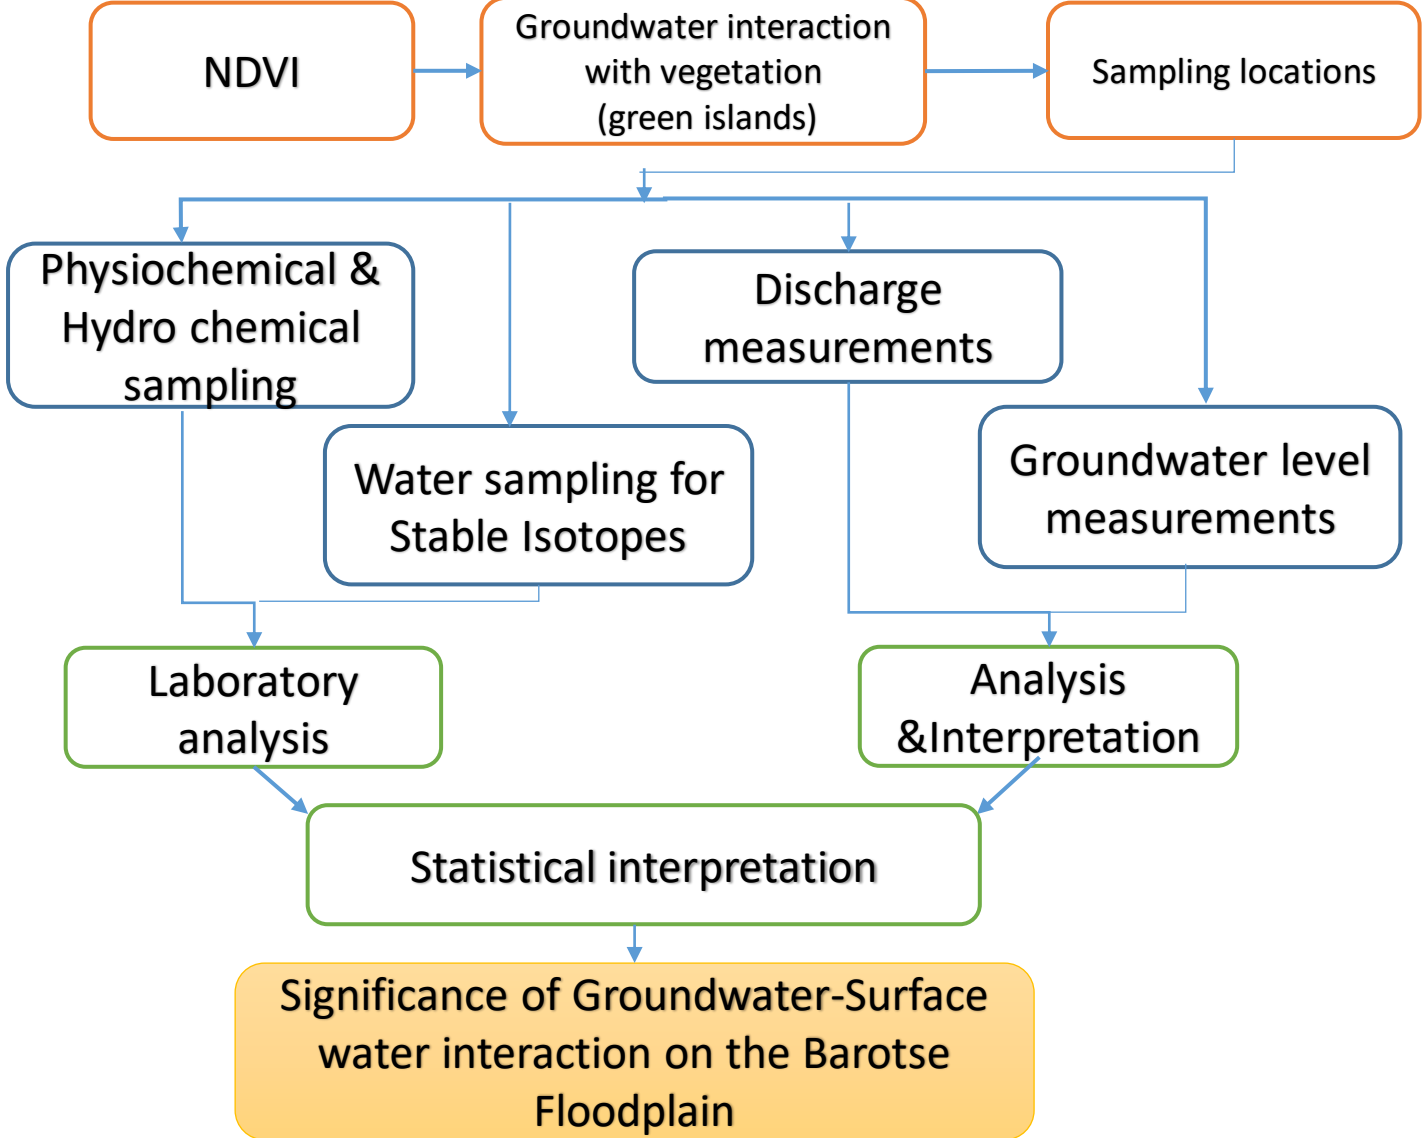 NDVI
Groundwater interaction
with vegetation
(green islands)
Sampling locations
Physiochemical &
Hydro chemical
sampling
Discharge
measurements
Water sampling for
Stable Isotopes
Groundwater level
measurements
Laboratory
analysis
Analysis
&Interpretation
Statistical interpretation
Significance of Groundwater-Surface
water interaction on the Barotse
Floodplain